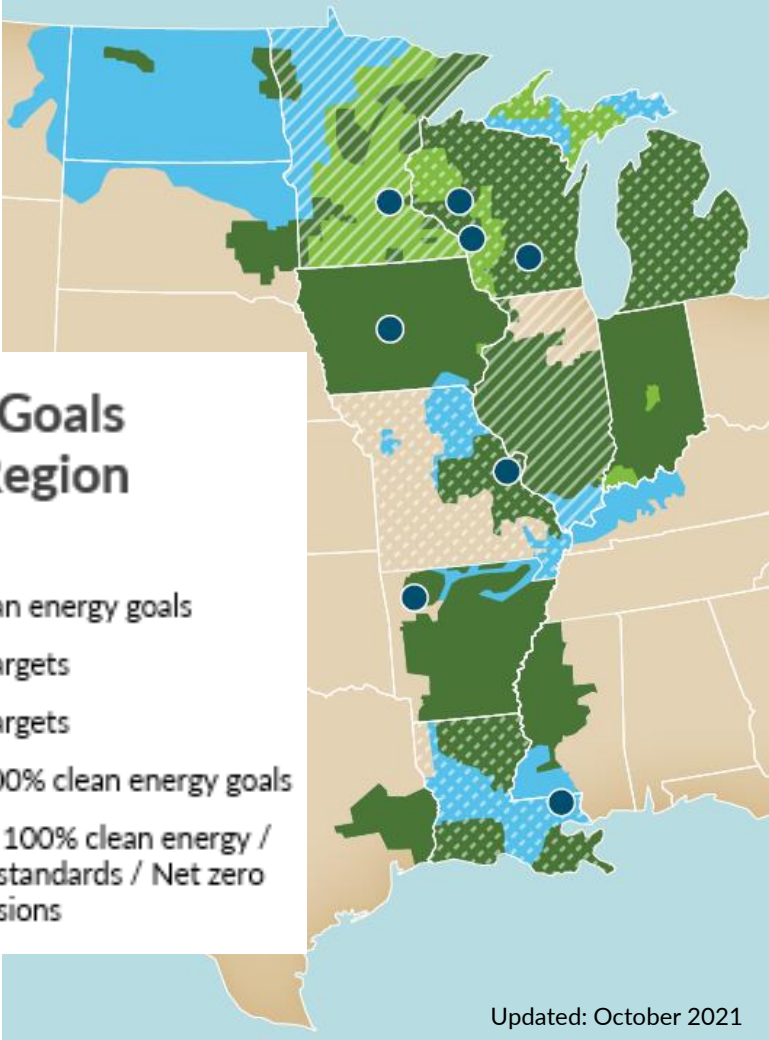 Goals
Region
an energy goals
argets
argets
00% clean energy goals
100% clean energy /
standards / Net zero
sions
Updated: October 2021